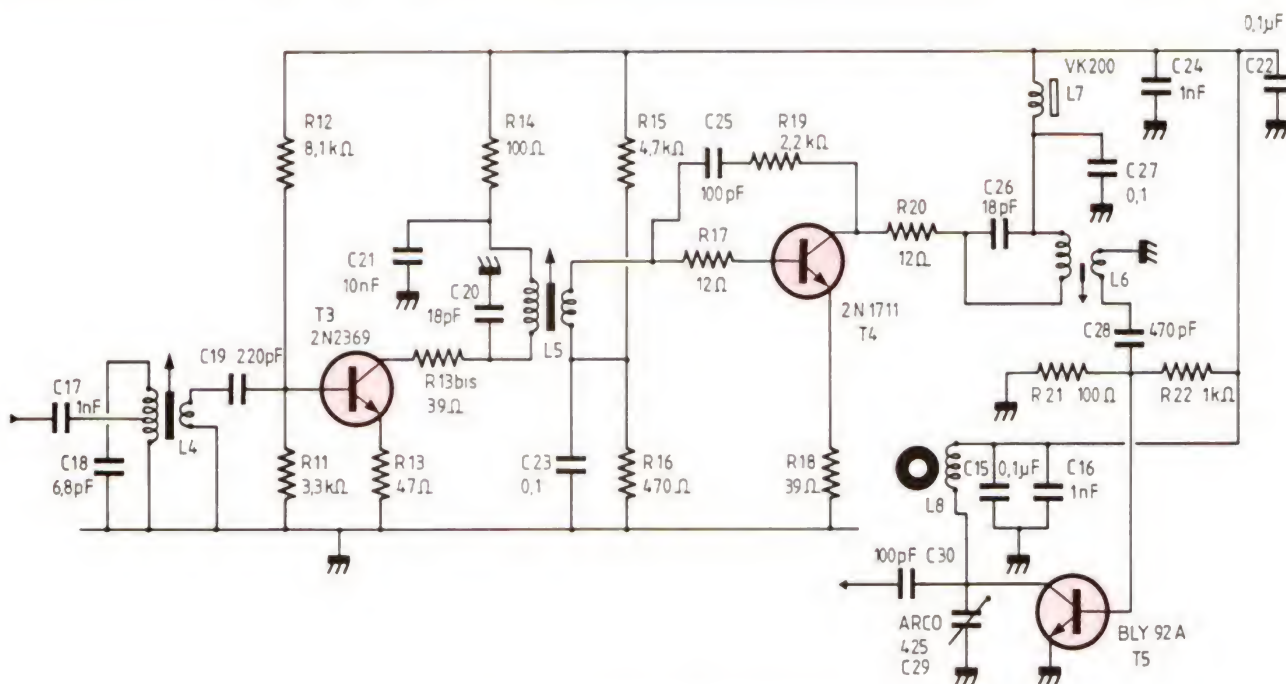 0,1µF
VK200
C24
1nF
C22
L7
R12
8,1kΩ
R14
100Ω
R15
4,7kΩ
C25
100pF
R19
2,2kΩ
C27
0,1
C26
18pF
R20
12Ω
R17
12Ω
C21
10nF
C20
18pF
L5
2N1711
T4
L6
C28
470pF
T3
2N2369
C19 220pF
R13bis
39Ω
C17
1nF
L4
R21 100Ω
R22 1kΩ
C18
6,8pF
R11
3,3kΩ
R13
47Ω
C23
0,1
R16
470Ω
R18
39Ω
C15 0,1µF
C16
1nF
L8
100pF C30
ARCO
425
C29
BLY 92A
T5